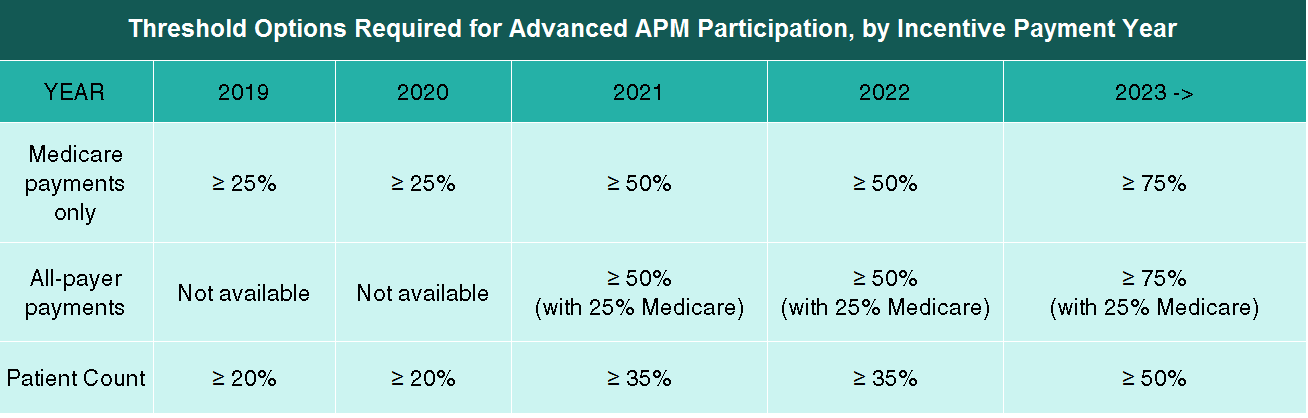 Threshold Options Required for Advanced APM Participation, by Incentive Payment Year
YEAR 2019 2020 2021 2022 2023 ->
Medicare
payments
only
≥ 25% ≥ 25% ≥ 50% ≥ 50% ≥ 75%
All-payer
payments
Not available Not available
≥ 50%
(with 25% Medicare)
≥ 50%
(with 25% Medicare)
≥ 75%
(with 25% Medicare)
Patient Count ≥ 20% ≥ 20% ≥ 35% ≥ 35% ≥ 50%